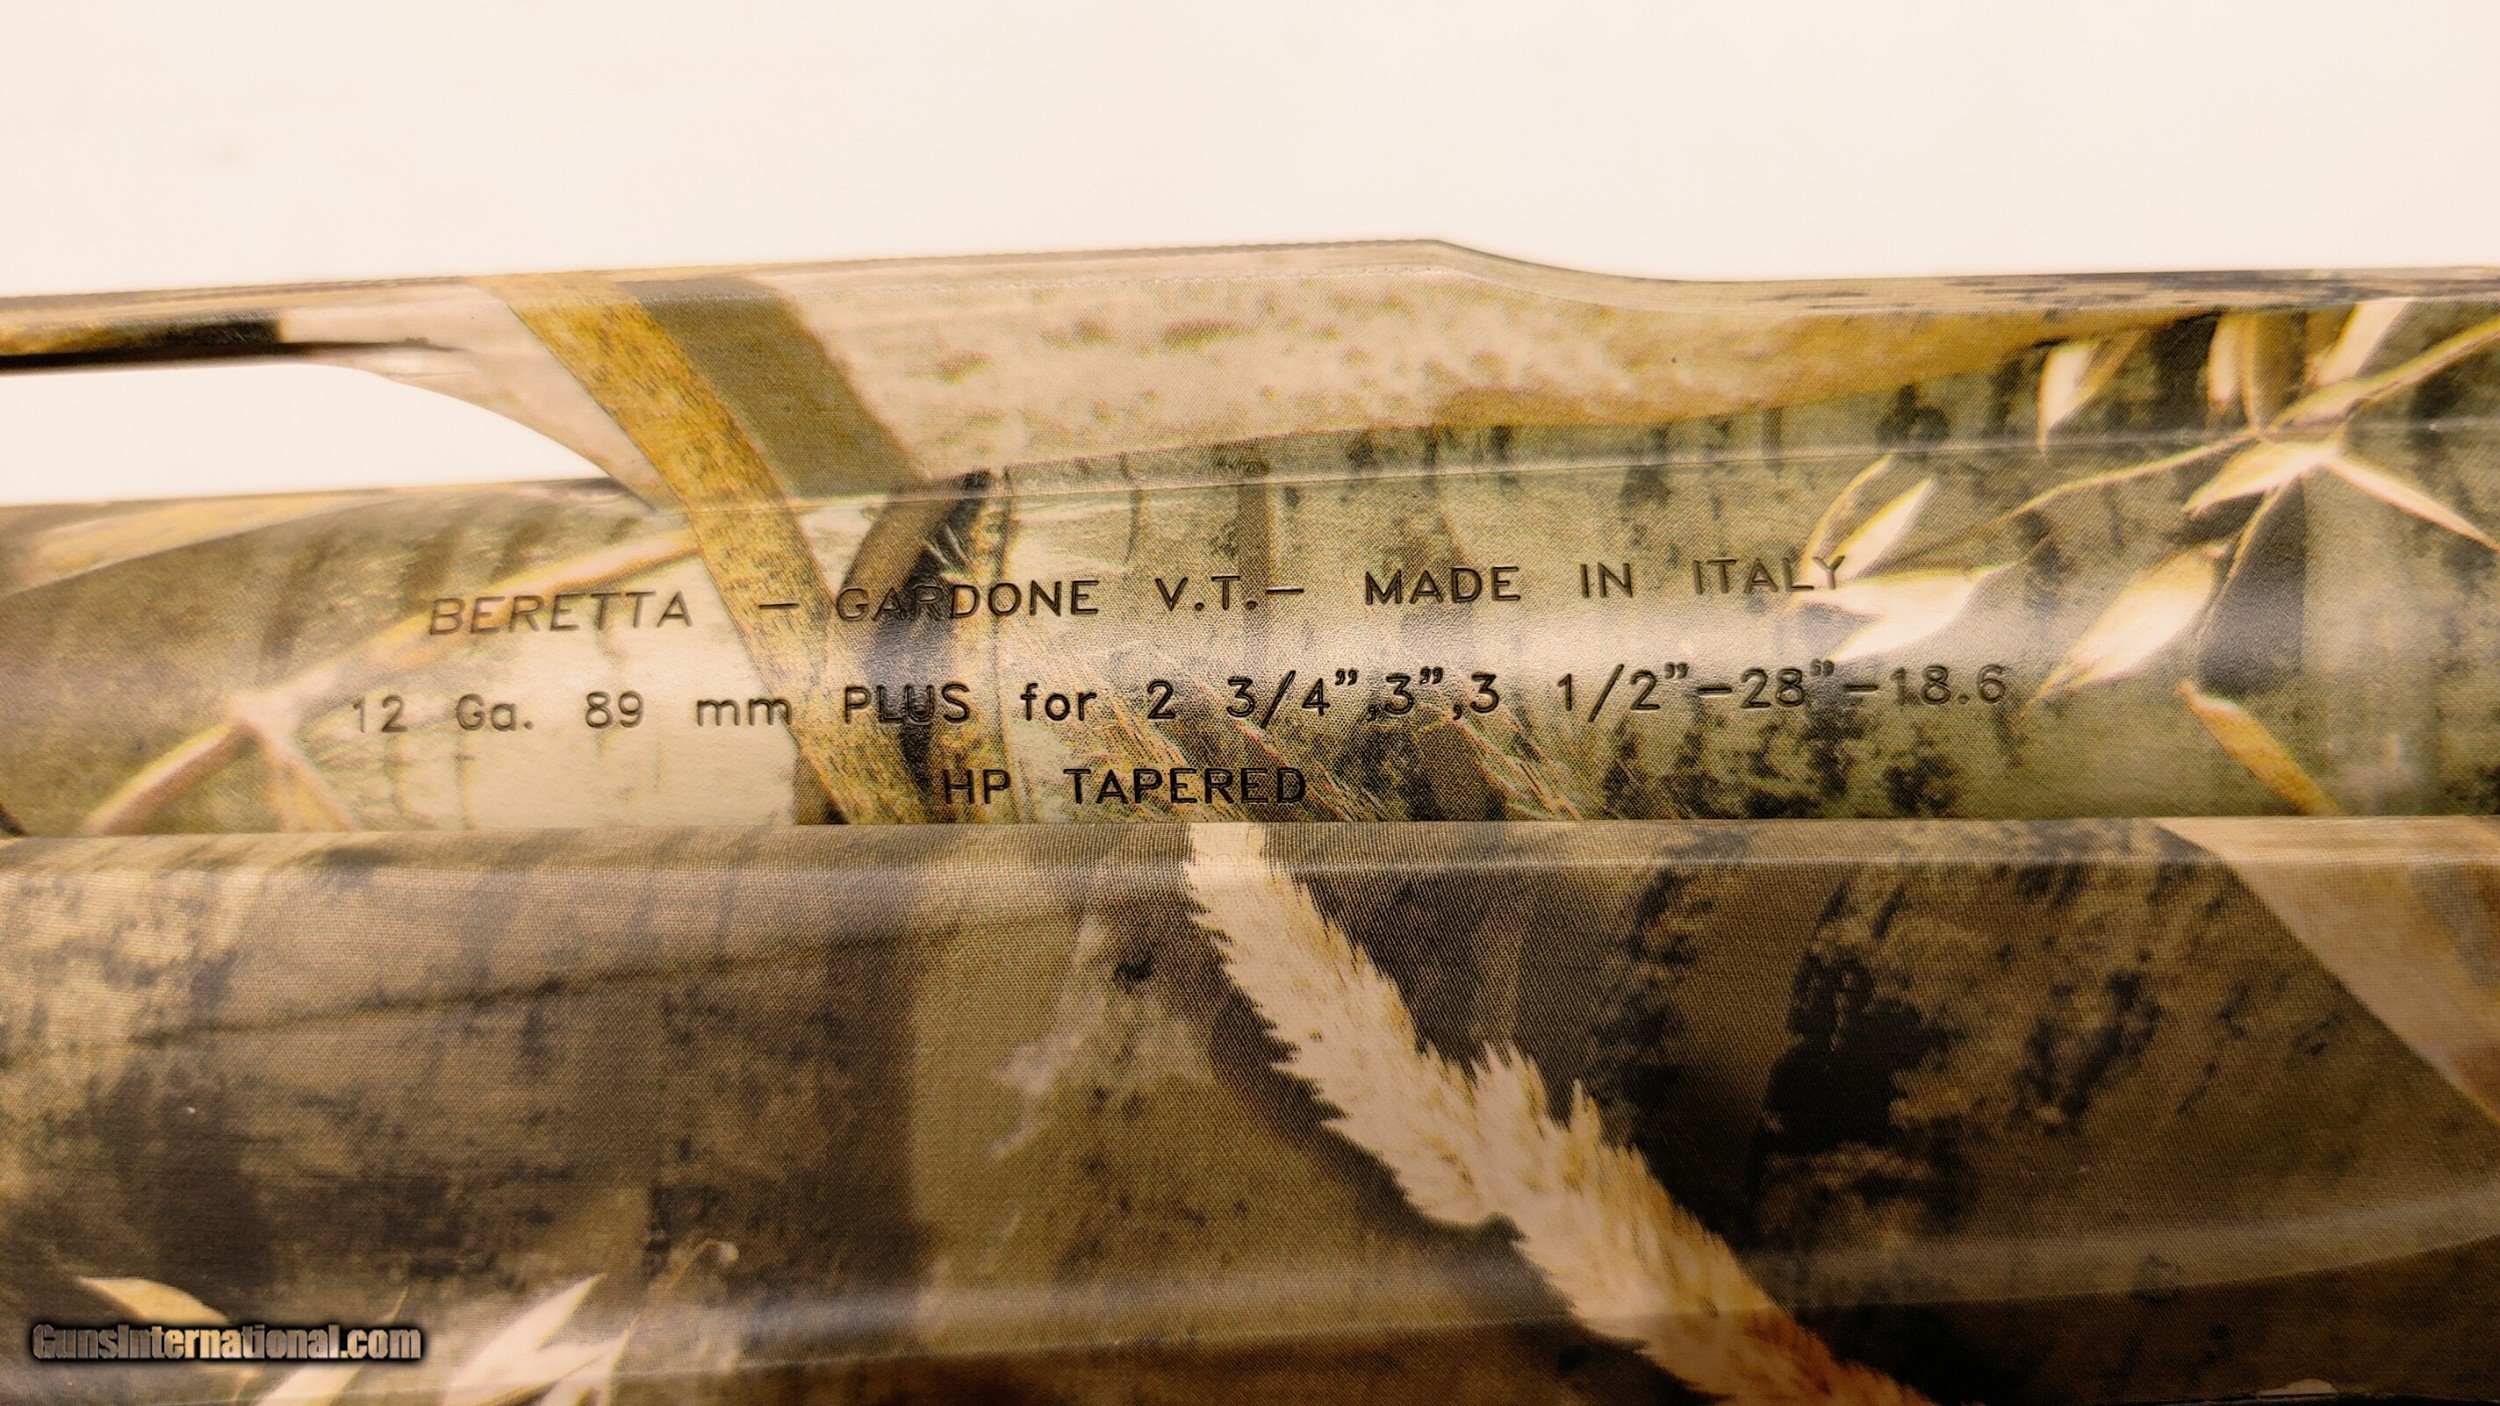 BERETTA – GARDONE V.T.– MADE IN ITALY
12 Ga. 89 mm PLUS for 2 3/4”,3”,3 1/2”–28”–18.6
HP TAPERED
GunsInternational.com